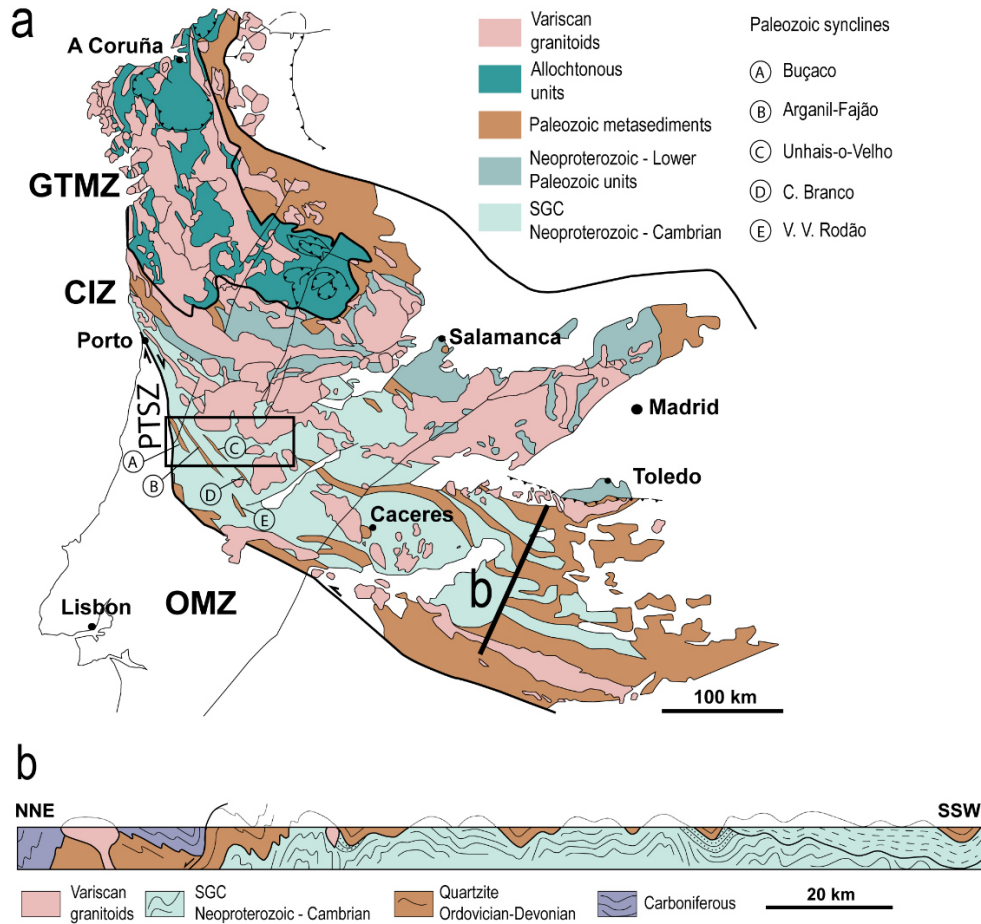 a
A Coruña
GTMZ
CIZ
Porto
PTSZ
Salamanca
Madrid
Toledo
Caceres
Lisbon
OMZ
b
A
B
C
D
E
100 km
Variscan
granitoids
Allochtonous
units
Paleozoic metasediments
Neoproterozoic - Lower
Paleozoic units
SGC
Neoproterozoic - Cambrian
Paleozoic synclines
A Buçaco
B Arganil-Fajão
C Unhais-o-Velho
D C. Branco
E V. V. Rodão
b
NNE
SSW
Variscan
granitoids
SGC
Neoproterozoic - Cambrian
Quartzite
Ordovician-Devonian
Carboniferous
20 km